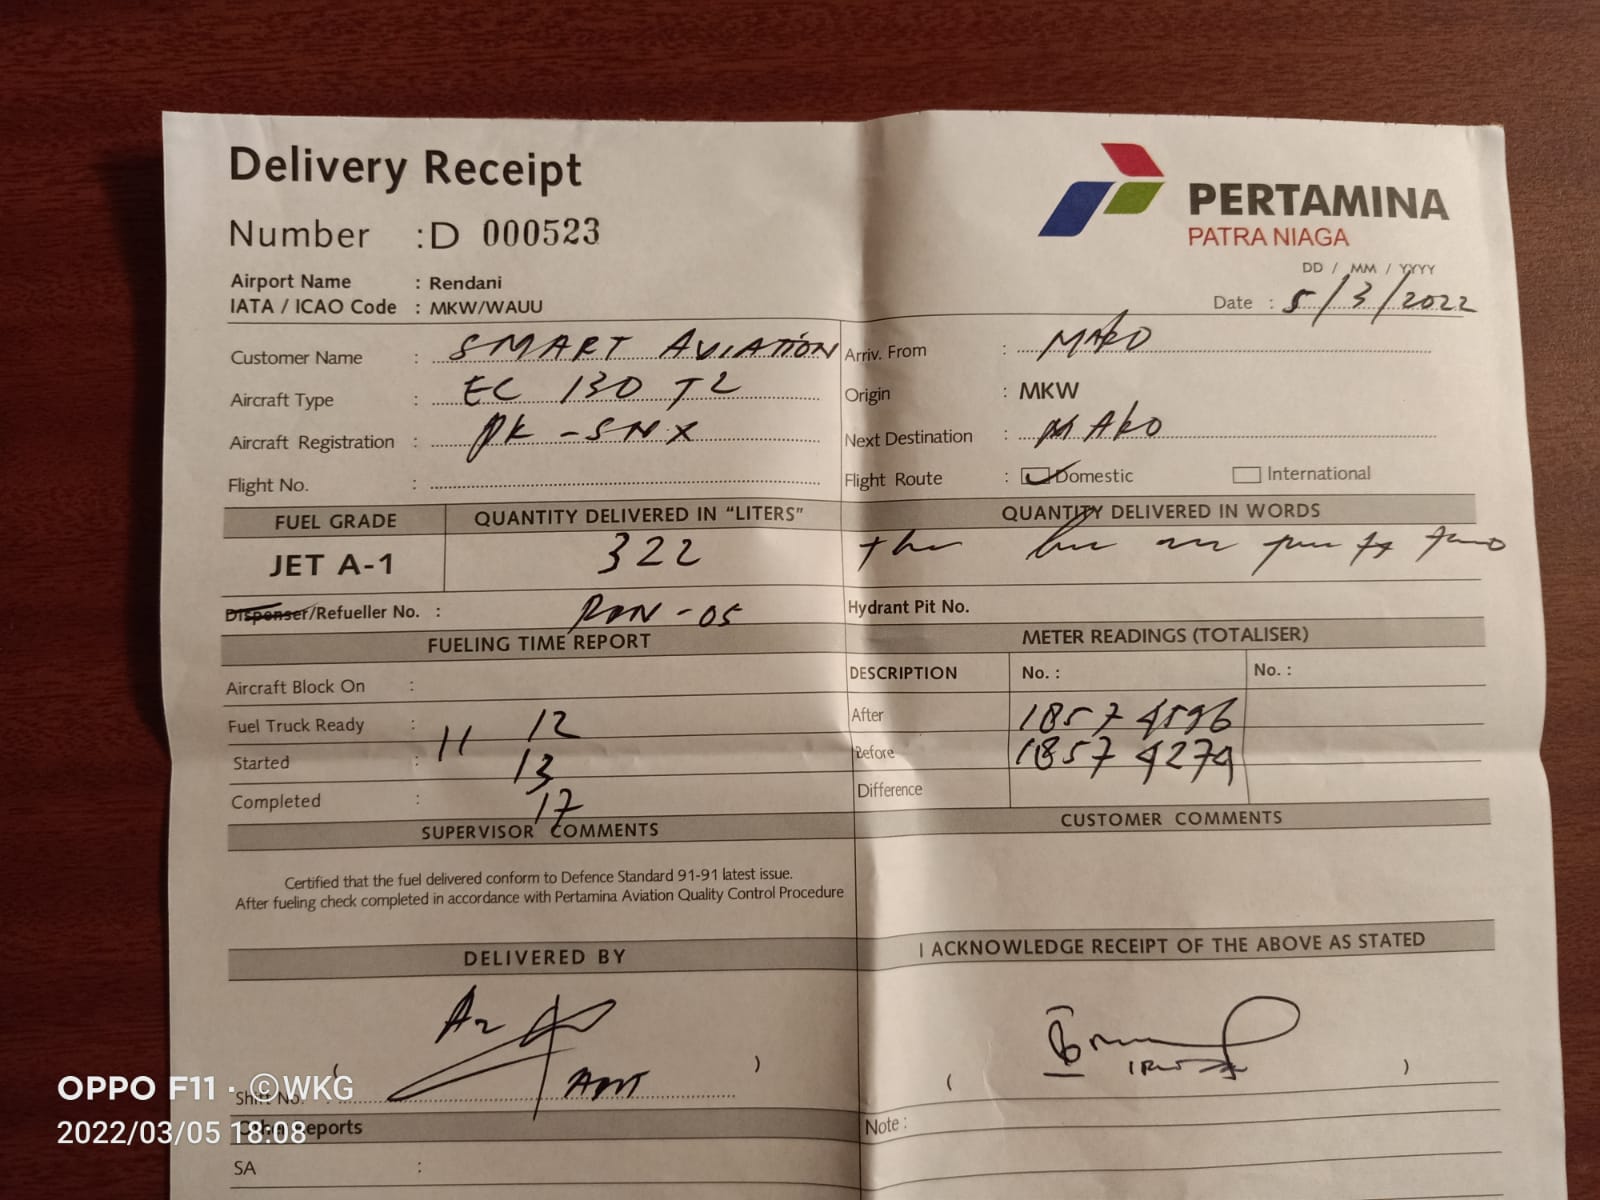 Delivery Receipt
Number :D 000523
PERTAMINA
PATRA NIAGA
Airport Name : Rendani
IATA / ICAO Code : MKW/WAUU
DD / MM / YYYY
Date : 5/3/2022
Customer Name : SMART AVIATION
Arriv. From :
Aircraft Type : EC 130 T2
Origin : MKW
Aircraft Registration : PK-SNX
Next Destination :
Flight No. :
Flight Route : Domestic International
FUEL GRADE QUANTITY DELIVERED IN "LITERS" QUANTITY DELIVERED IN WORDS
JET A-1 322
Dispenser/Refueller No. : -05
Hydrant Pit No.
FUELING TIME REPORT
METER READINGS (TOTALISER)
Aircraft Block On :
DESCRIPTION No. : No. :
Fuel Truck Ready : 11 12
After 18574596
Started : 13
Before 18574274
Completed : 17
Difference
SUPERVISOR COMMENTS
CUSTOMER COMMENTS
Certified that the fuel delivered conform to Defence Standard 91-91 latest issue.
After fueling check completed in accordance with Pertamina Aviation Quality Control Procedure
DELIVERED BY
I ACKNOWLEDGE RECEIPT OF THE ABOVE AS STATED
( )
( )
Shift No. :
Note :
Other Reports
SA :
OPPO F11 · ©WKG
2022/03/05 18:08